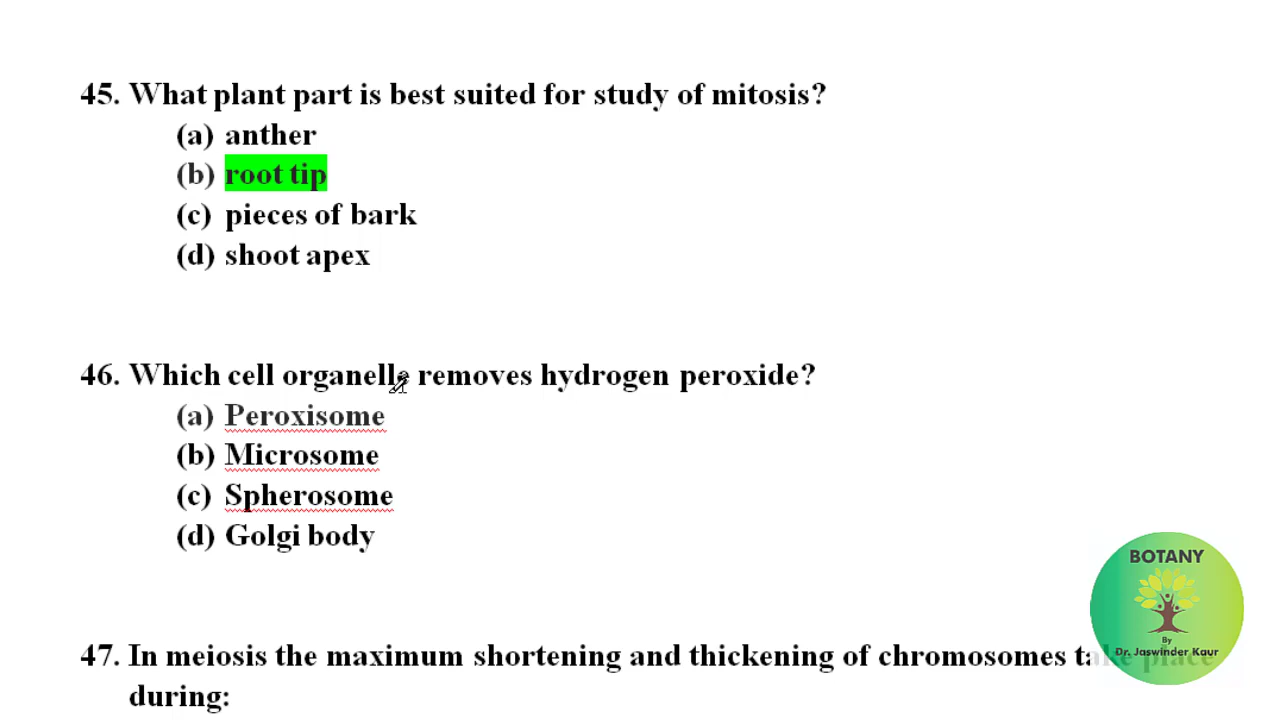 45. What plant part is best suited for study of mitosis?
(a) anther
(b) root tip
(c) pieces of bark
(d) shoot apex
46. Which cell organelle removes hydrogen peroxide?
(a) Peroxisome
(b) Microsome
(c) Spherosome
(d) Golgi body
BOTANY
By
Dr. Jaswinder Kaur
47. In meiosis the maximum shortening and thickening of chromosomes take place
during: